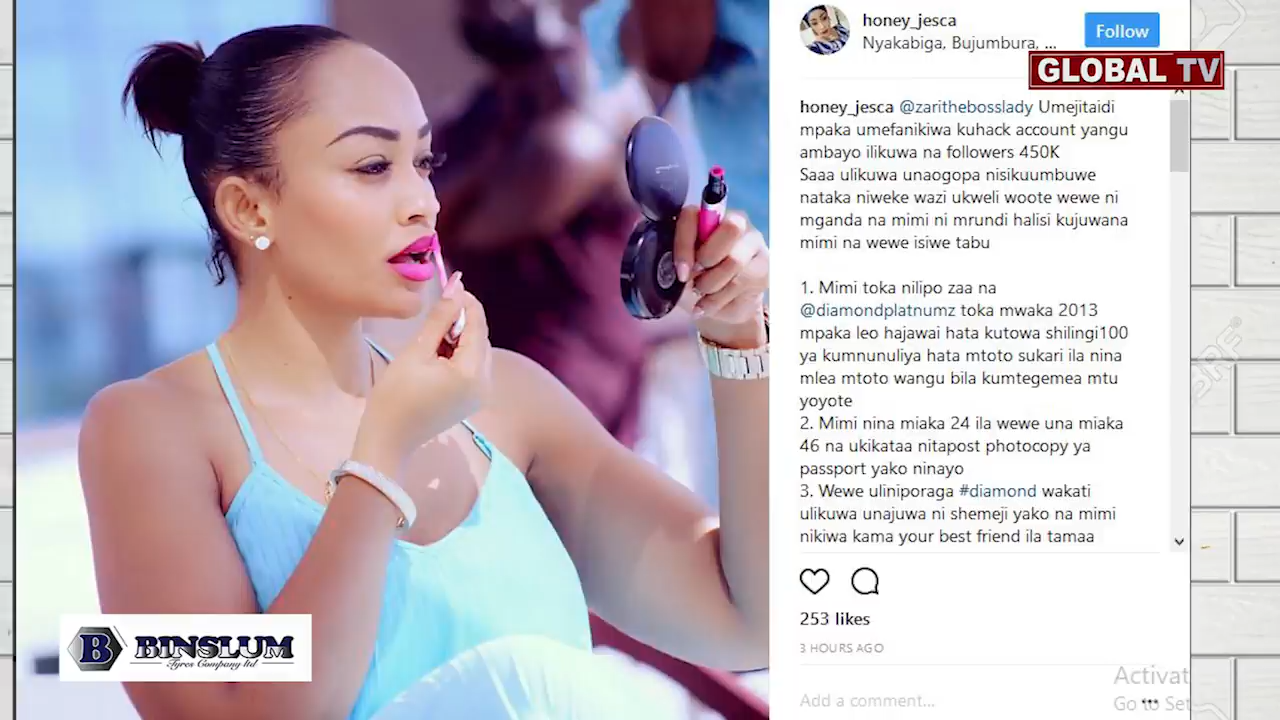 honey_jesca
Follow
Nyakabiga, Bujumbura, ...
GLOBAL TV
honey_jesca @zarithebosslady Umejitaidi
mpaka umefanikiwa kuhack account yangu
ambayo ilikuwa na followers 450K
Saaa ulikuwa unaogopa nisikuumbuwe
nataka niweke wazi ukweli woote wewe ni
mganda na mimi ni mrundi halisi kujuwana
mimi na wewe isiwe tabu
1. Mimi toka nilipo zaa na
@diamondplatnumz toka mwaka 2013
mpaka leo hajawai hata kutowa shilingi100
ya kumnunuliya hata mtoto sukari ila nina
mlea mtoto wangu bila kumtegemea mtu
yoyote
2. Mimi nina miaka 24 ila wewe una miaka
46 na ukikataa nitapost photocopy ya
passport yako ninayo
3. Wewe uliniporaga #diamond wakati
ulikuwa unajuwa ni shemeji yako na mimi
nikiwa kama your best friend ila tamaa
253 likes
3 HOURS AGO
Add a comment...
Activat
Go to Set
B BINSLUM
Tyres Company ltd